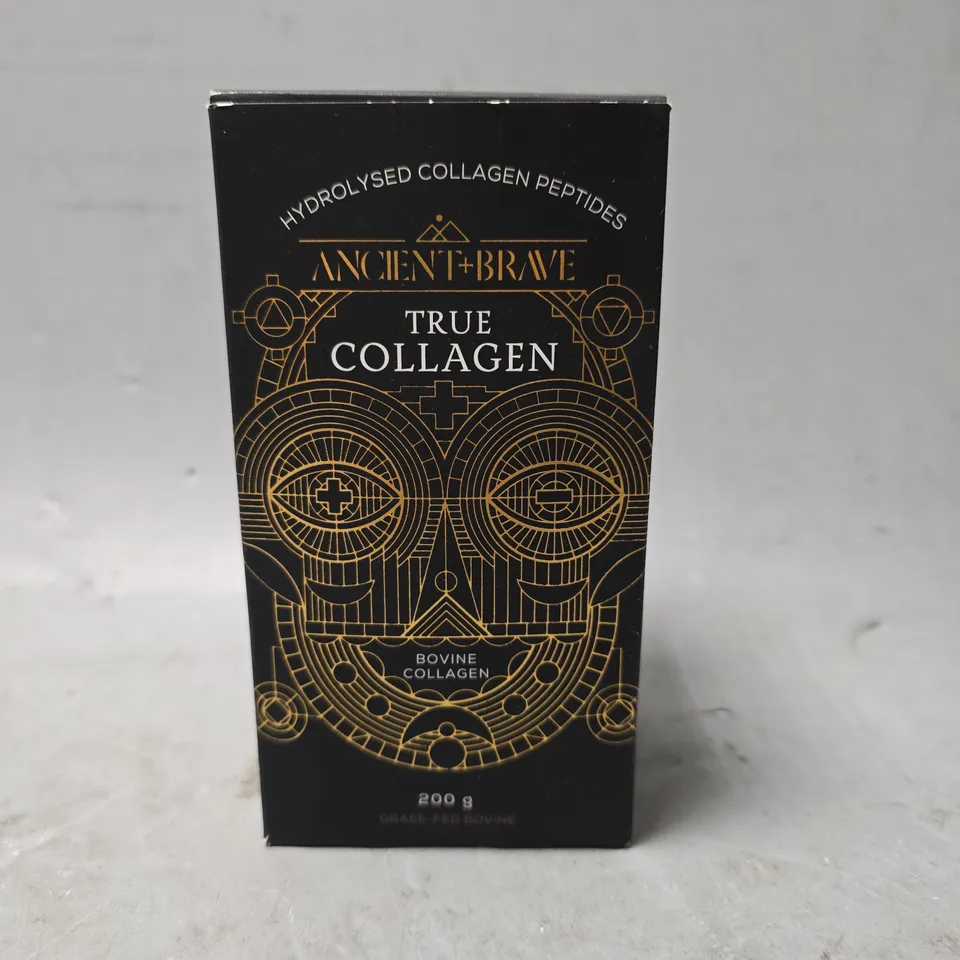 HYDROLYSED COLLAGEN PEPTIDES
ANCIENT+BRAVE
TRUE
COLLAGEN
BOVINE
COLLAGEN
200 g
GRASS-FED BOVINE